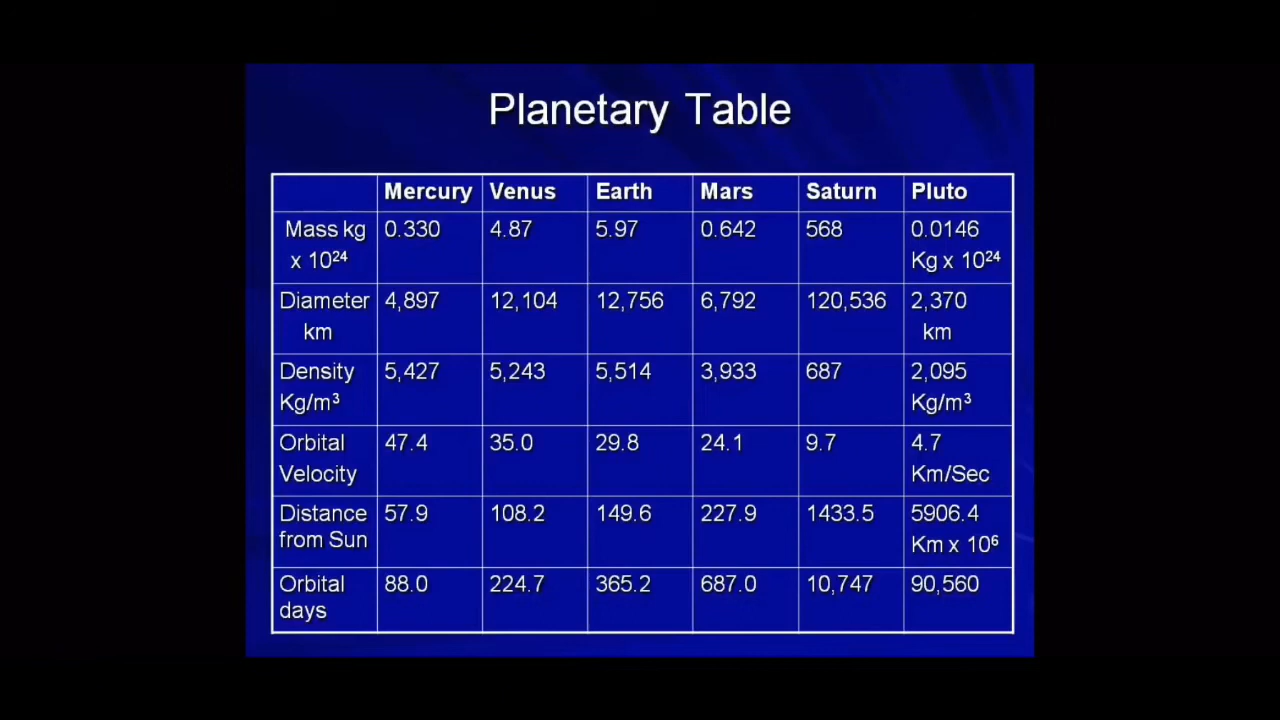 Planetary Table
Mercury Venus Earth Mars Saturn Pluto
Mass kg 0.330 4.87 5.97 0.642 568 0.0146
x 10²⁴ Kg x 10²⁴
Diameter 4,897 12,104 12,756 6,792 120,536 2,370
km km
Density 5,427 5,243 5,514 3,933 687 2,095
Kg/m³ Kg/m³
Orbital 47.4 35.0 29.8 24.1 9.7 4.7
Velocity Km/Sec
Distance 57.9 108.2 149.6 227.9 1433.5 5906.4
from Sun Km x 10⁶
Orbital 88.0 224.7 365.2 687.0 10,747 90,560
days